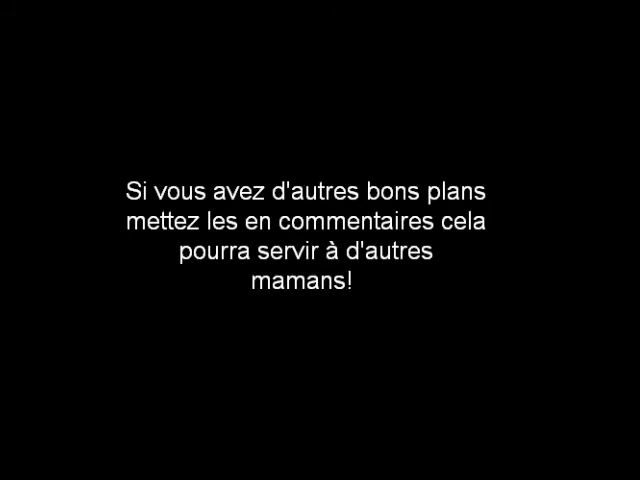 Si vous avez d'autres bons plans
mettez les en commentaires cela
pourra servir à d'autres
mamans!